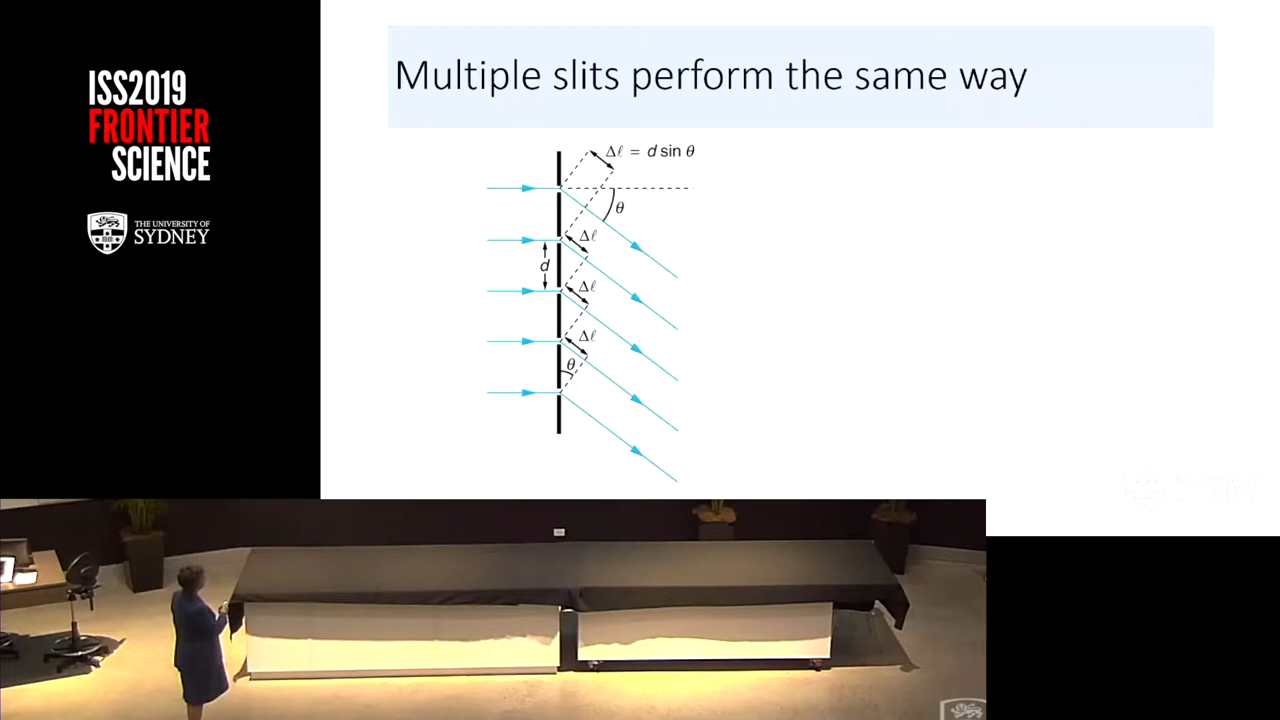 ISS2019
FRONTIER
SCIENCE
THE UNIVERSITY OF
SYDNEY
Multiple slits perform the same way
Δℓ = d sin θ
θ
Δℓ
d
Δℓ
Δℓ
θ